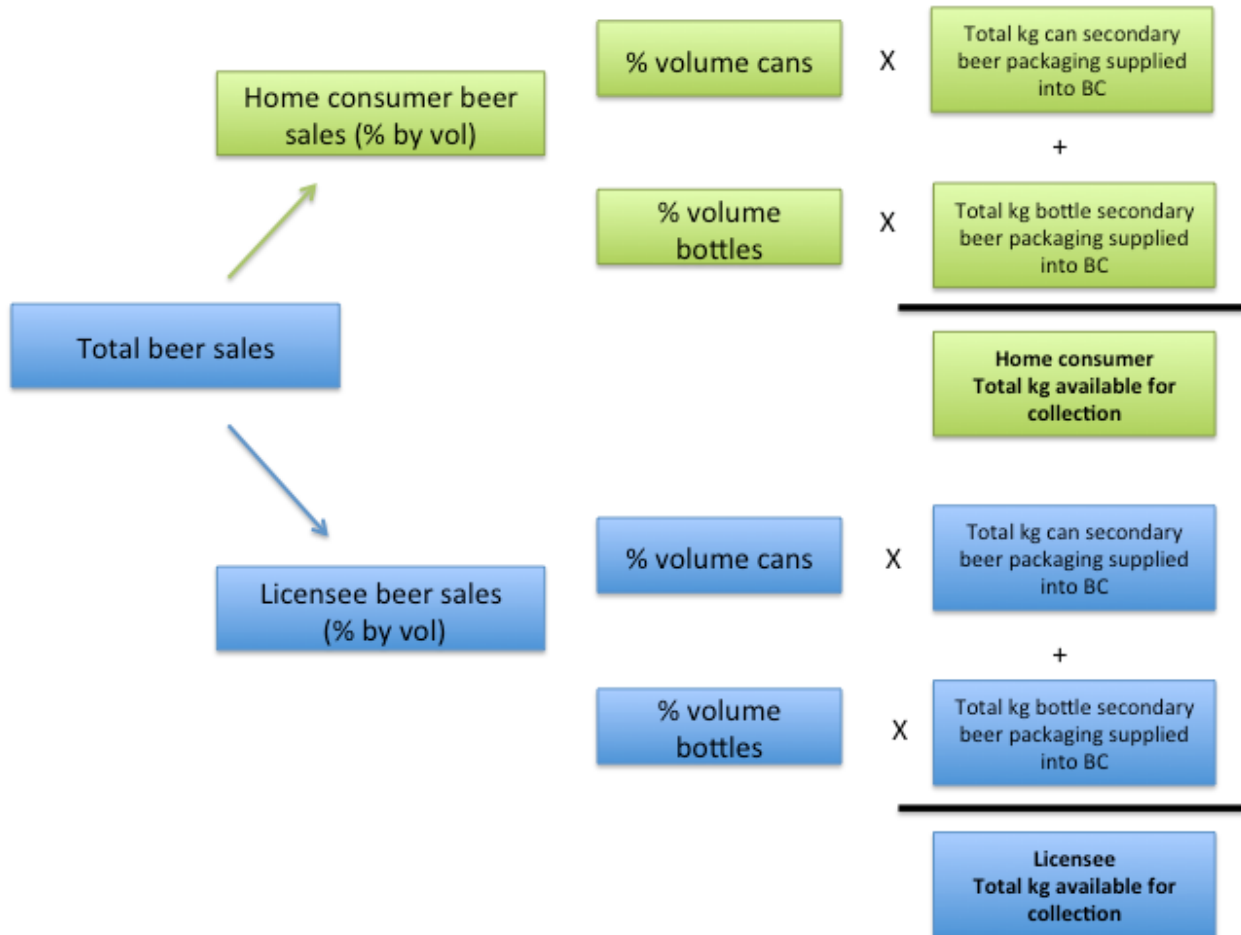 Total beer sales
Home consumer beer
sales (% by vol)
% volume cans
X
Total kg can secondary
beer packaging supplied
into BC
+
% volume
bottles
X
Total kg bottle secondary
beer packaging supplied
into BC
Home consumer
Total kg available for
collection
Licensee beer sales
(% by vol)
% volume cans
X
Total kg can secondary
beer packaging supplied
into BC
+
% volume
bottles
X
Total kg bottle secondary
beer packaging supplied
into BC
Licensee
Total kg available for
collection